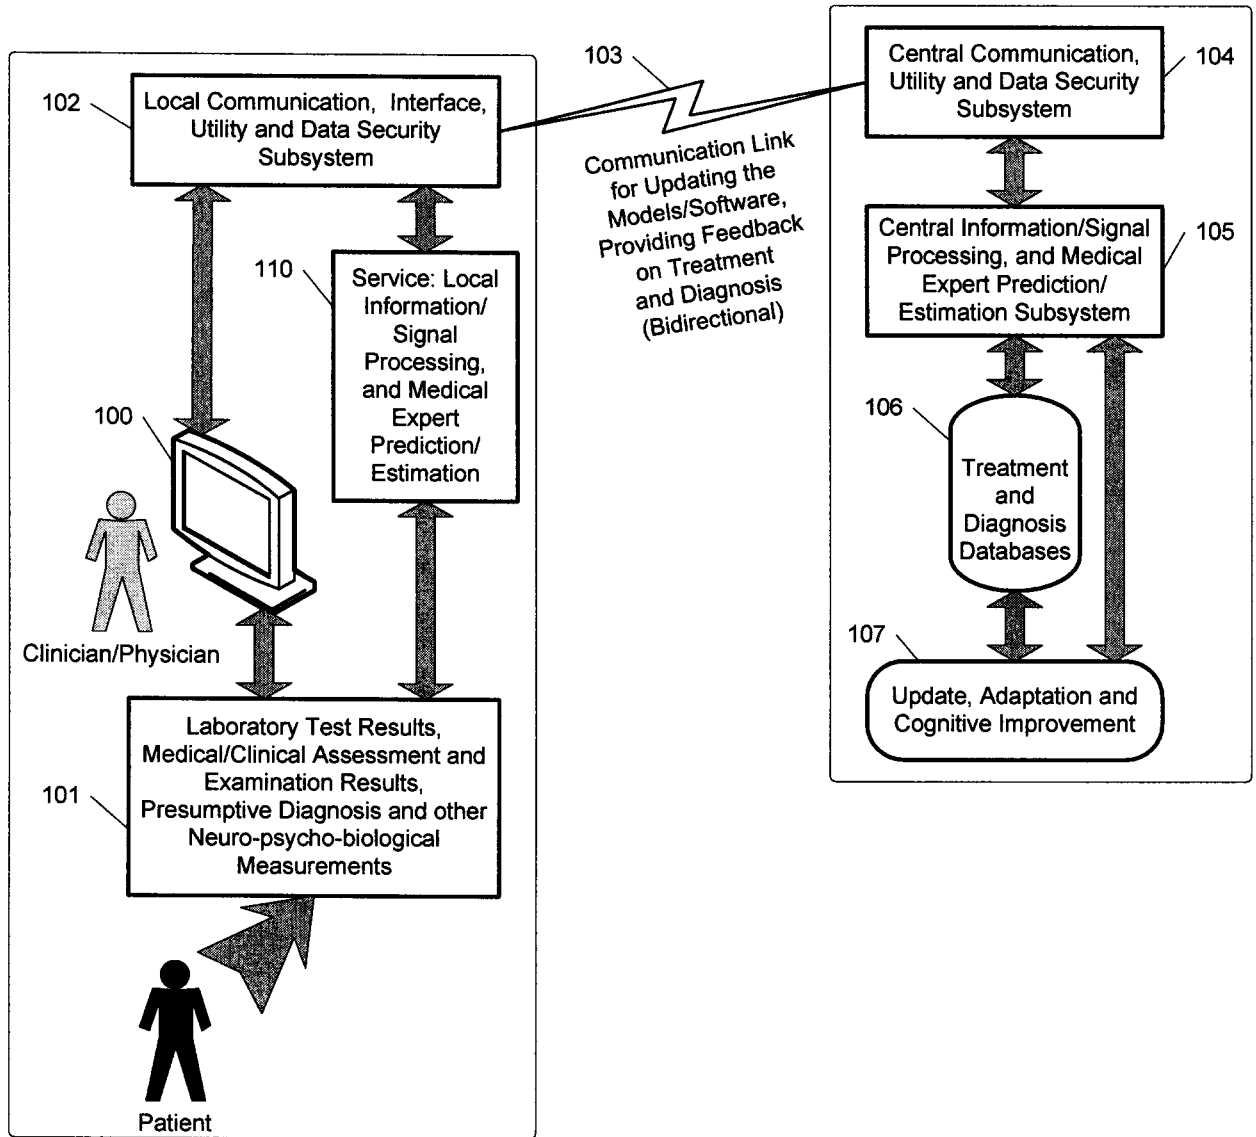 102
Local Communication, Interface,
Utility and Data Security
Subsystem
110
Service: Local
Information/
Signal
Processing,
and Medical
Expert
Prediction/
Estimation
100
Clinician/Physician
101
Laboratory Test Results,
Medical/Clinical Assessment and
Examination Results,
Presumptive Diagnosis and other
Neuro-psycho-biological
Measurements
Patient
103
Communication Link
for Updating the
Models/Software,
Providing Feedback
on Treatment
and Diagnosis
(Bidirectional)
Central Communication,
Utility and Data Security
Subsystem
104
Central Information/Signal
Processing, and Medical
Expert Prediction/
Estimation Subsystem
105
106
Treatment
and
Diagnosis
Databases
107
Update, Adaptation and
Cognitive Improvement